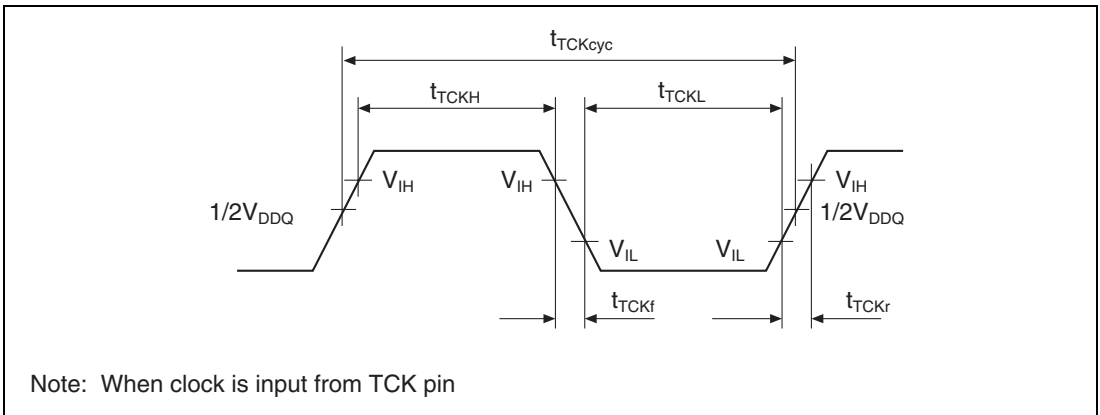 tTCKcyc
tTCKH tTCKL
VIH VIH VIH
1/2VDDQ 1/2VDDQ
VIL VIL
tTCKf tTCKr
Note: When clock is input from TCK pin